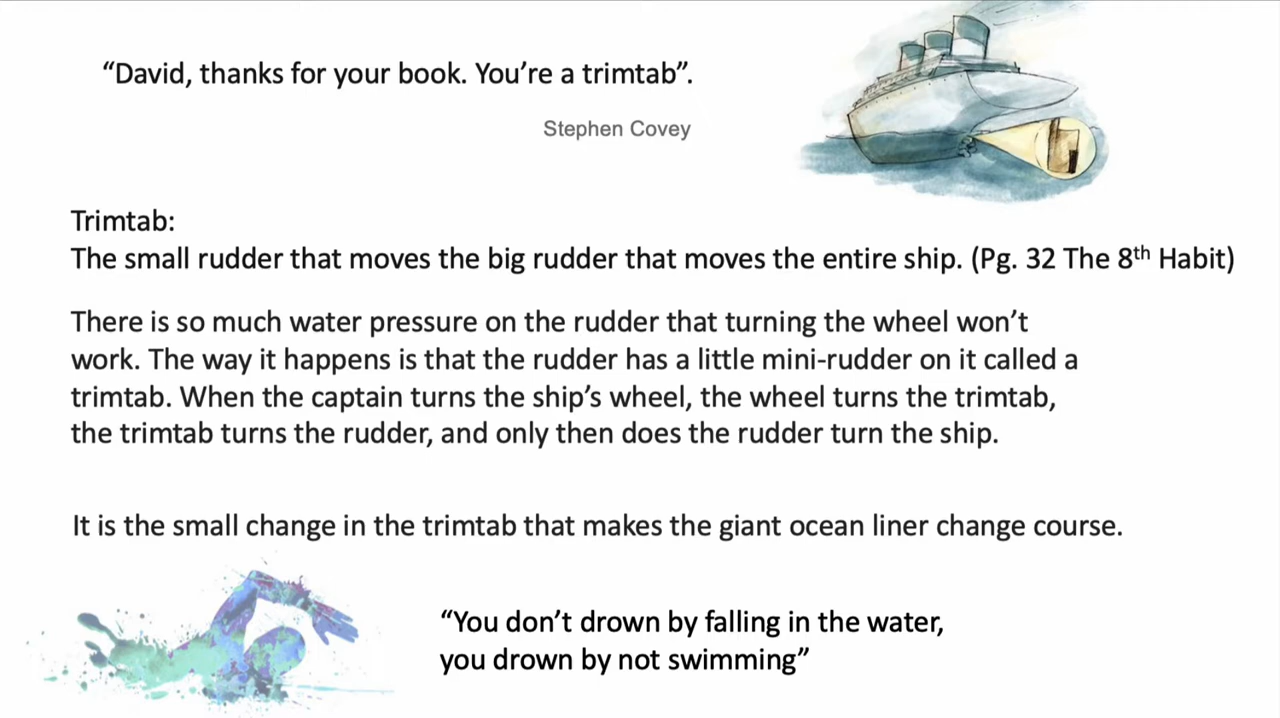 “David, thanks for your book. You’re a trimtab”.
Stephen Covey
Trimtab:
The small rudder that moves the big rudder that moves the entire ship. (Pg. 32 The 8th Habit)
There is so much water pressure on the rudder that turning the wheel won’t
work. The way it happens is that the rudder has a little mini-rudder on it called a
trimtab. When the captain turns the ship’s wheel, the wheel turns the trimtab,
the trimtab turns the rudder, and only then does the rudder turn the ship.
It is the small change in the trimtab that makes the giant ocean liner change course.
“You don’t drown by falling in the water,
you drown by not swimming”